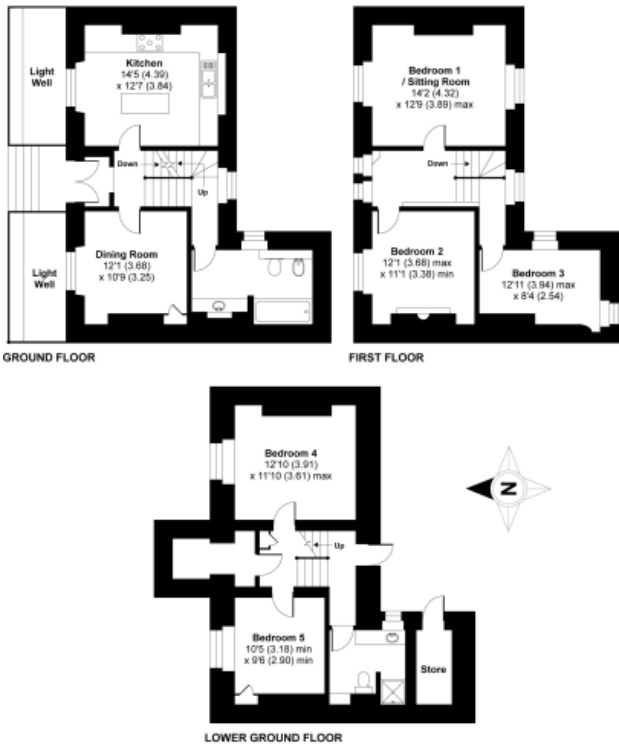 Light
Well
Kitchen
14'5 (4.39)
x 12'7 (3.84)
Down
Up
Light
Well
Dining Room
12'1 (3.68)
x 10'9 (3.25)
GROUND FLOOR
Bedroom 1
/ Sitting Room
14'2 (4.32)
x 12'9 (3.89) max
Down
Bedroom 2
12'1 (3.68) max
x 11'1 (3.38) min
Bedroom 3
12'11 (3.94) max
x 8'4 (2.54)
FIRST FLOOR
Bedroom 4
12'10 (3.91)
x 11'10 (3.61) max
Up
Bedroom 5
10'5 (3.18) min
x 9'6 (2.90) min
Store
LOWER GROUND FLOOR
N